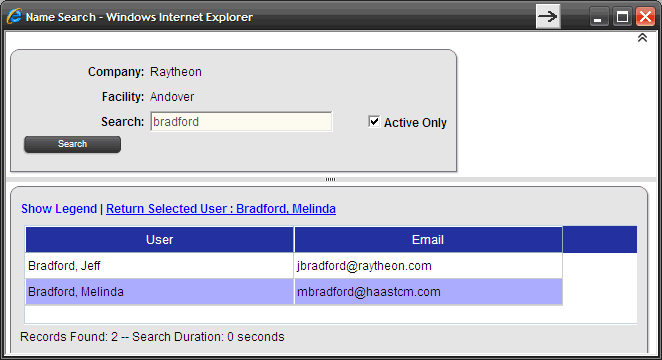 Name Search - Windows Internet Explorer
Company: Raytheon
Facility: Andover
Search: bradford Active Only
Search
Show Legend | Return Selected User : Bradford, Melinda
User Email
Bradford, Jeff jbradford@raytheon.com
Bradford, Melinda mbradford@haastcm.com
Records Found: 2 -- Search Duration: 0 seconds